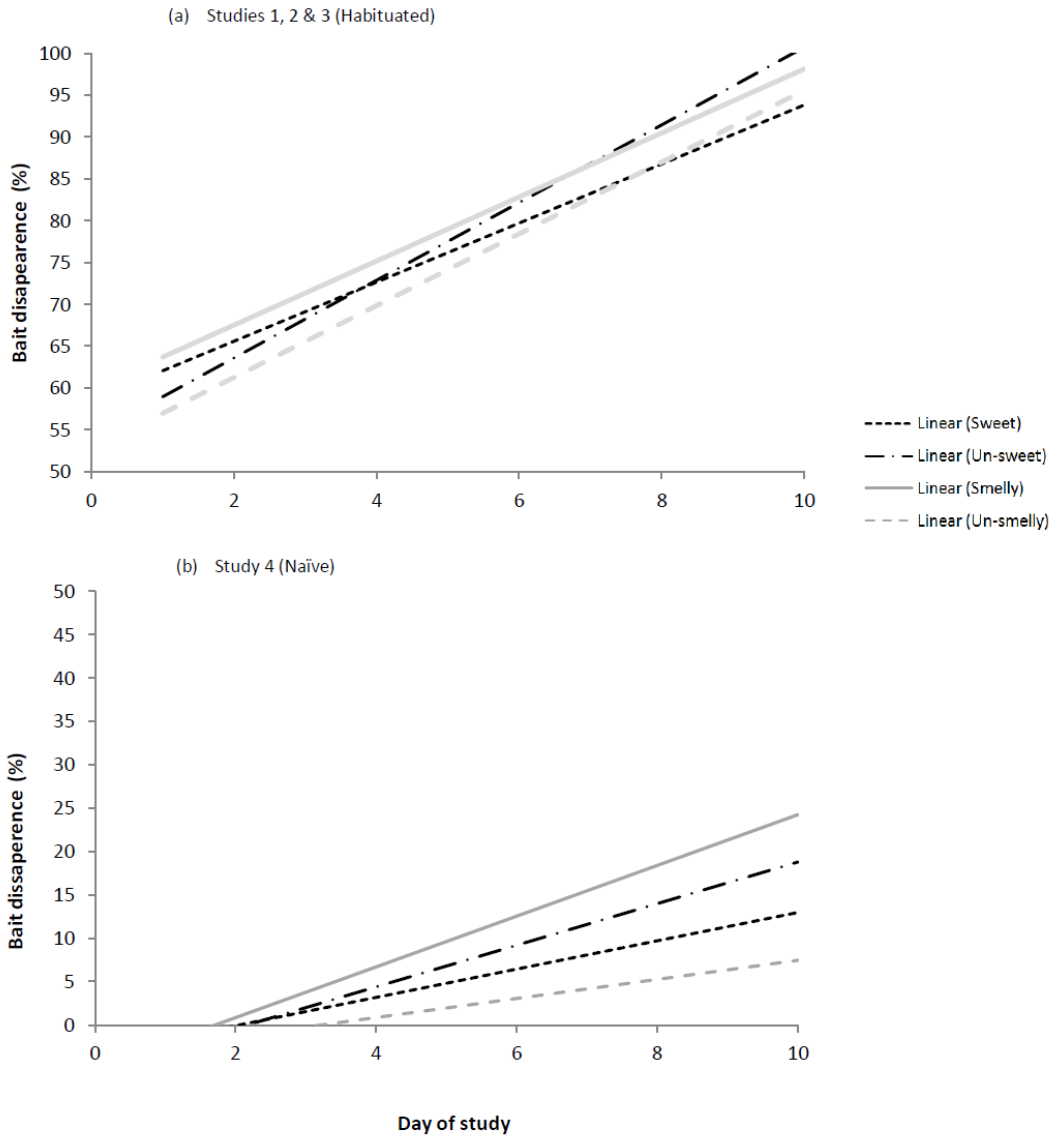 (a) Studies 1, 2 & 3 (Habituated)
100
95
90
85
80
75
70
65
60
55
50
Bait disapearence (%)
0 2 4 6 8 10
Linear (Sweet)
Linear (Un-sweet)
Linear (Smelly)
Linear (Un-smelly)
(b) Study 4 (Naïve)
50
45
40
35
30
25
20
15
10
5
0
Bait dissaperence (%)
0 2 4 6 8 10
Day of study